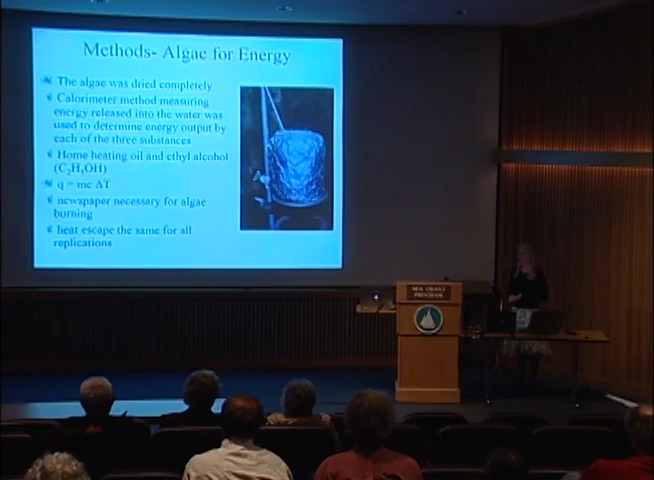 Methods- Algae for Energy
The algae was dried completely
Calorimeter method measuring
energy released into the water was
used to determine energy output by
each of the three substances
Home heating oil and ethyl alcohol
(C₂H₅OH)
q = mc ΔT
newspaper necessary for algae
burning
heat escape the same for all
replications
SEA GRANT
PROGRAM